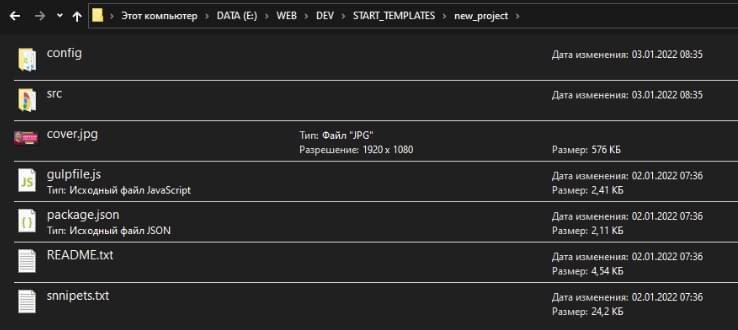 Этот компьютер > DATA (E:) > WEB > DEV > START_TEMPLATES > new_project >
config Дата изменения: 03.01.2022 08:35
src Дата изменения: 03.01.2022 08:35
cover.jpg Тип: Файл "JPG"
Разрешение: 1920 x 1080 Размер: 576 КБ
gulpfile.js Дата изменения: 02.01.2022 07:36
Тип: Исходный файл JavaScript Размер: 2,41 КБ
package.json Дата изменения: 02.01.2022 07:36
Тип: Исходный файл JSON Размер: 2,11 КБ
README.txt Дата изменения: 02.01.2022 07:36
Размер: 4,54 КБ
snnipets.txt Дата изменения: 02.01.2022 07:36
Размер: 24,2 КБ